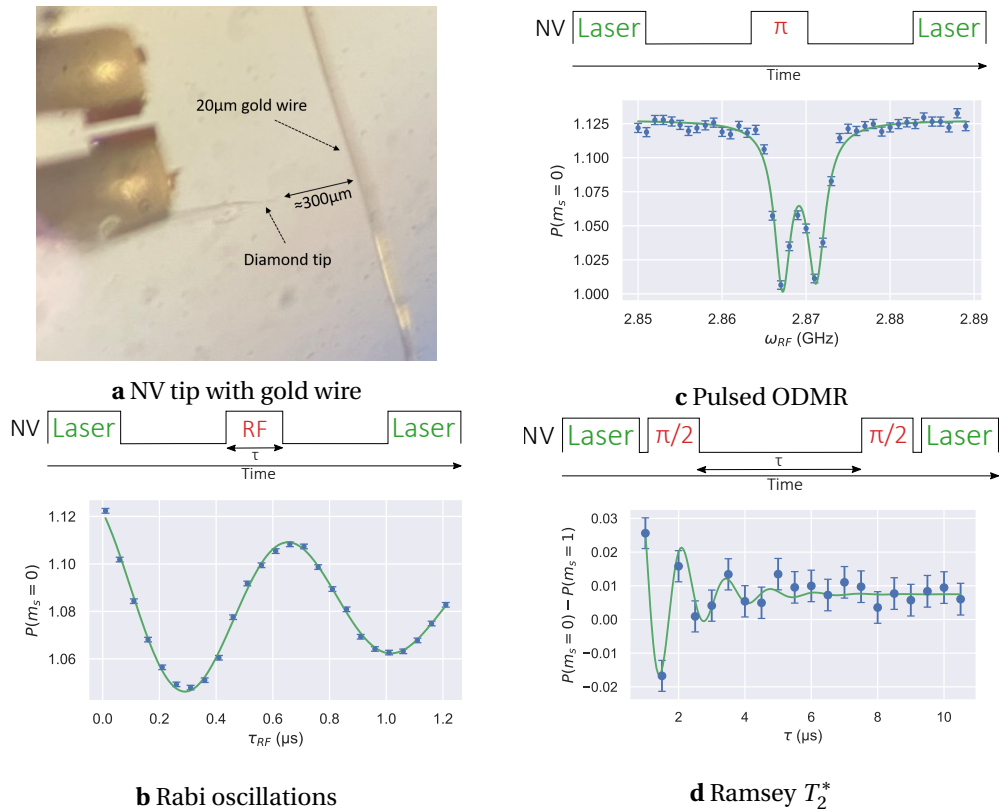 20µm gold wire
≈300µm
Diamond tip
a NV tip with gold wire
NV Laser RF Laser
τ
Time
1.12
1.10
1.08
1.06
P(mₛ = 0)
0.0 0.2 0.4 0.6 0.8 1.0 1.2
τ_RF (µs)
b Rabi oscillations
NV Laser π Laser
Time
1.125
1.100
1.075
1.050
1.025
1.000
P(mₛ = 0)
2.85 2.86 2.87 2.88 2.89
ω_RF (GHz)
c Pulsed ODMR
NV Laser π/2 π/2 Laser
τ
Time
0.03
0.02
0.01
0.00
−0.01
−0.02
P(mₛ = 0) − P(mₛ = 1)
2 4 6 8 10
τ (µs)
d Ramsey T₂*